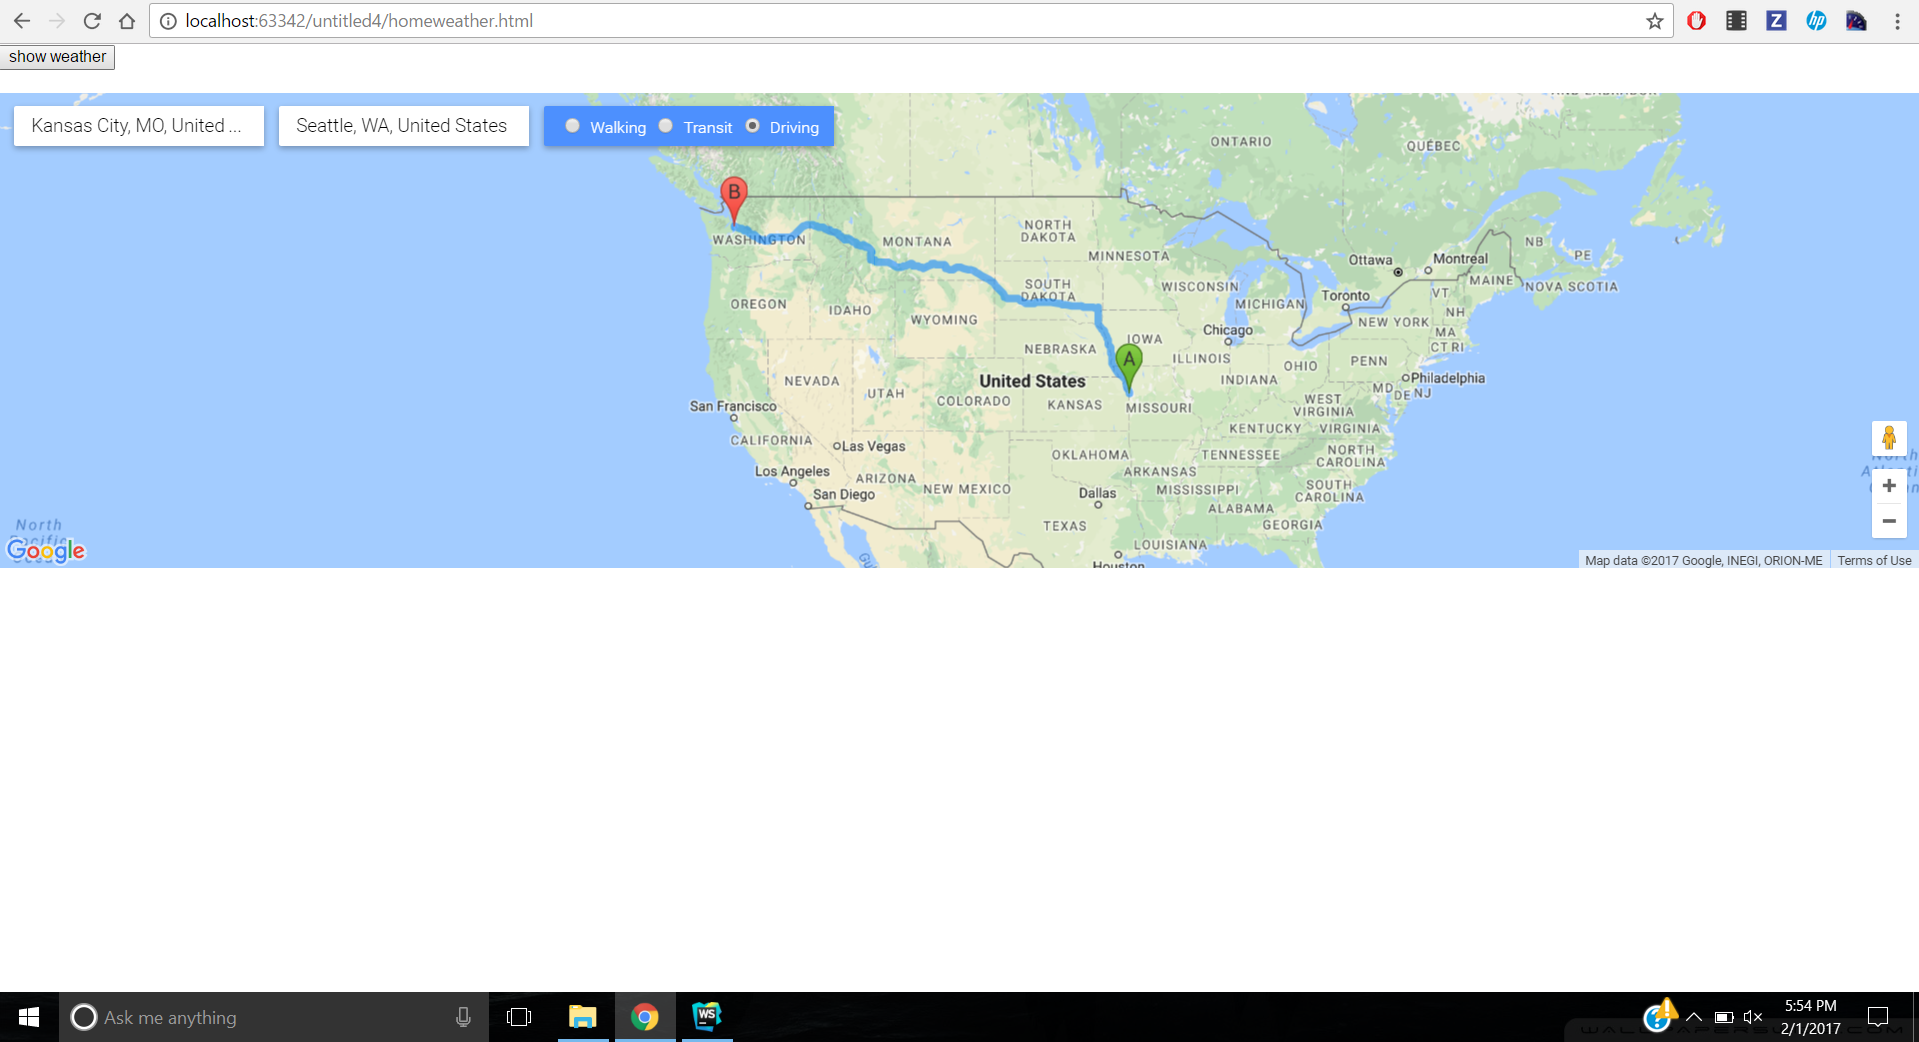 localhost:63342/untitled4/homeweather.html
show weather
Kansas City, MO, United ...
Seattle, WA, United States
Walking Transit Driving
ONTARIO
QUÉBEC
B
WASHINGTON
MONTANA
NORTH
DAKOTA
MINNESOTA
Ottawa
Montreal
NB
PE
MAINE
NOVA SCOTIA
OREGON
IDAHO
WYOMING
SOUTH
DAKOTA
WISCONSIN
MICHIGAN
Toronto
VT
NH
NEW YORK
MA
CT RI
Chicago
IOWA
NEBRASKA
ILLINOIS
A
INDIANA
OHIO
PENN
Philadelphia
MD
DE NJ
NEVADA
UTAH
COLORADO
United States
KANSAS
MISSOURI
WEST
VIRGINIA
KENTUCKY
VIRGINIA
San Francisco
CALIFORNIA
Las Vegas
OKLAHOMA
TENNESSEE
NORTH
CAROLINA
Los Angeles
ARIZONA
NEW MEXICO
ARKANSAS
San Diego
Dallas
MISSISSIPPI
SOUTH
CAROLINA
ALABAMA
TEXAS
GEORGIA
LOUISIANA
Houston
North
Pacific
Google
Map data ©2017 Google, INEGI, ORION-ME
Terms of Use
Ask me anything
WS
5:54 PM
2/1/2017
Z
hp